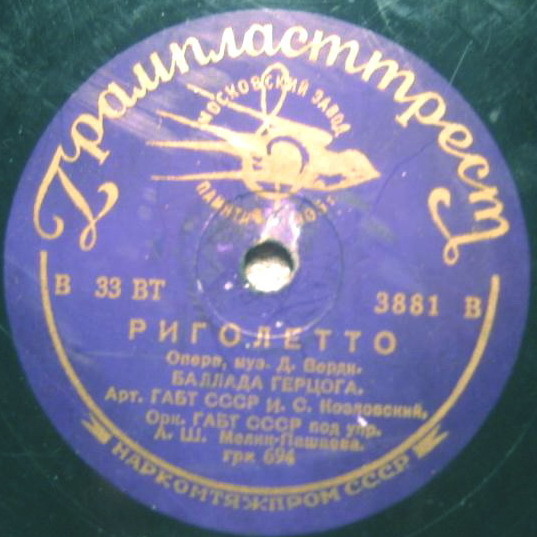 Грампласттрест
МОСКОВСКИЙ ЗАВОД
ПАМЯТИ
В 33 ВТ
3881 В
РИГОЛЕТТО
Опера, муз. Д. Верди.
БАЛЛАДА ГЕРЦОГА.
Арт. ГАБТ СССР И. С. Козловский,
Орк. ГАБТ СССР под упр.
А. Ш. Мелик-Пашаева.
грк 694
НАРКОМТЯЖПРОМ СССР